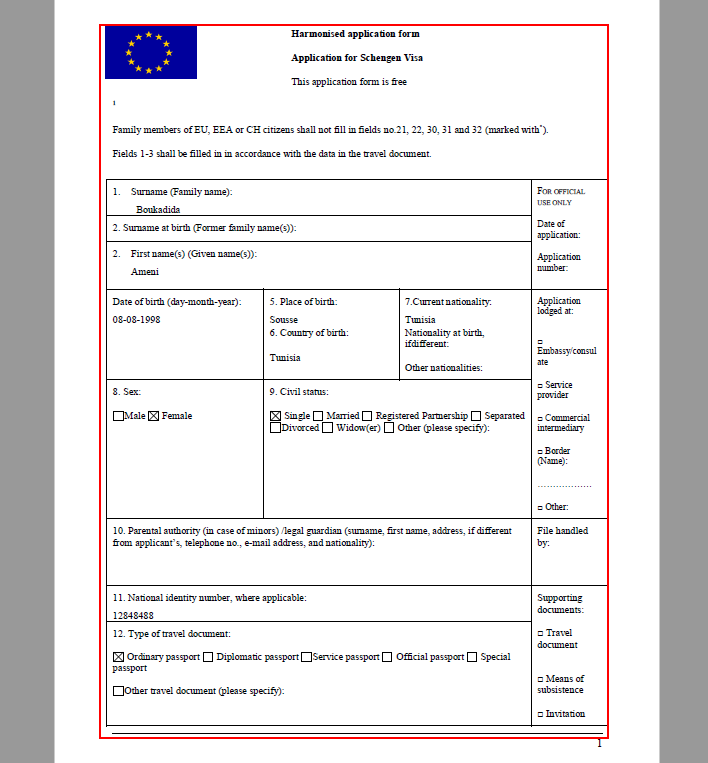 Harmonised application form
Application for Schengen Visa
This application form is free
1
Family members of EU, EEA or CH citizens shall not fill in fields no.21, 22, 30, 31 and 32 (marked with*).
Fields 1-3 shall be filled in in accordance with the data in the travel document.
1. Surname (Family name):
Boukadida
2. Surname at birth (Former family name(s)):
2. First name(s) (Given name(s)):
Ameni
FOR OFFICIAL
USE ONLY
Date of
application:
Application
number:
Date of birth (day-month-year):
08-08-1998
5. Place of birth:
Sousse
6. Country of birth:
Tunisia
7.Current nationality:
Tunisia
Nationality at birth,
ifdifferent:
Other nationalities:
Application
lodged at:
□
Embassy/consul
ate
□ Service
provider
□ Commercial
intermediary
□ Border
(Name):
..................
□ Other:
8. Sex:
☐Male ☒ Female
9. Civil status:
☒ Single ☐ Married ☐ Registered Partnership ☐ Separated
☐Divorced ☐ Widow(er) ☐ Other (please specify):
10. Parental authority (in case of minors) /legal guardian (surname, first name, address, if different
from applicant's, telephone no., e-mail address, and nationality):
File handled
by:
11. National identity number, where applicable:
12848488
12. Type of travel document:
☒ Ordinary passport ☐ Diplomatic passport ☐Service passport ☐ Official passport ☐ Special
passport
☐Other travel document (please specify):
Supporting
documents:
□ Travel
document
□ Means of
subsistence
□ Invitation
1